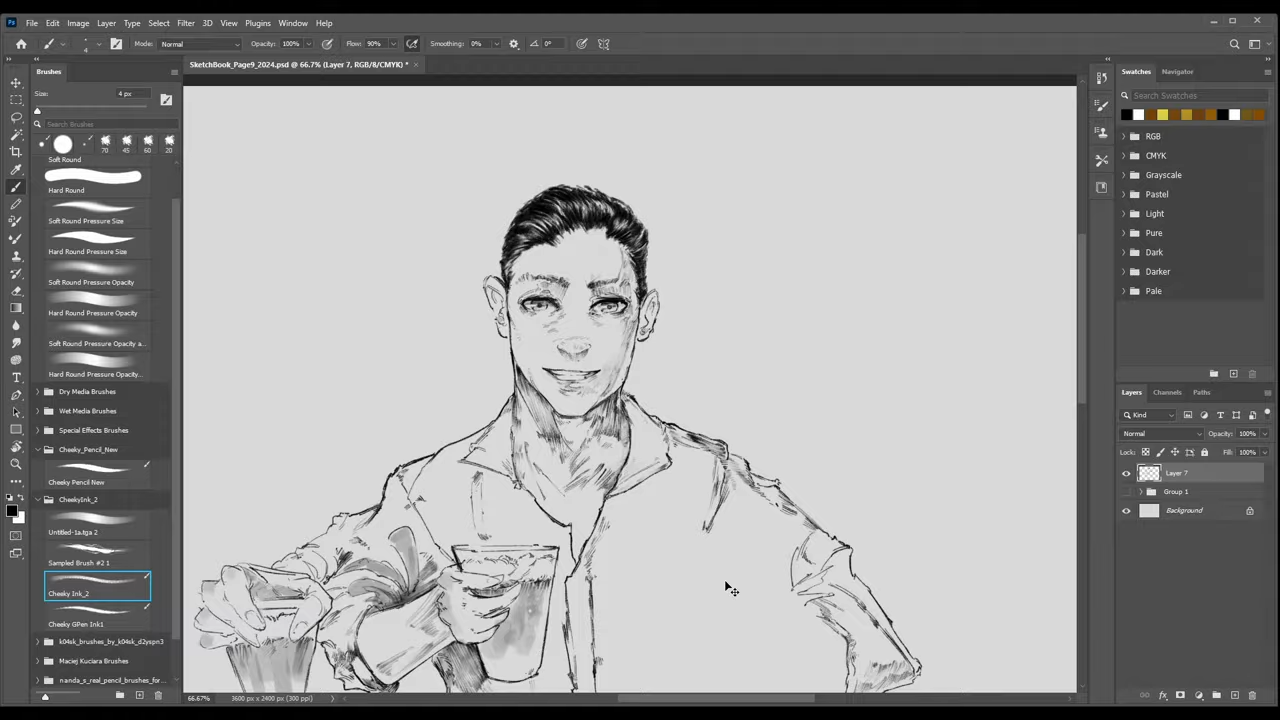 Ps File Edit Image Layer Type Select Filter 3D View Plugins Window Help
4 Mode: Normal Opacity: 100% Flow: 90% Smoothing: 0% 0°
SketchBook_Page9_2024.psd @ 66.7% (Layer 7, RGB/8/CMYK) * ×
Brushes
Size: 4 px
Search Brushes
70 45 60 20
Soft Round
Hard Round
Soft Round Pressure Size
Hard Round Pressure Size
Soft Round Pressure Opacity
Hard Round Pressure Opacity
Soft Round Pressure Opacity a...
Hard Round Pressure Opacity...
Dry Media Brushes
Wet Media Brushes
Special Effects Brushes
Cheeky_Pencil_New
Cheeky Pencil New
CheekyInk_2
Untitled-1a.tga 2
Sampled Brush #2 1
Cheeky Ink_2
Cheeky GPen Ink1
k04sk_brushes_by_k04sk_d2yspn3
Maciej Kuciara Brushes
nanda_s_real_pencil_brushes_for...
66.67% 3600 px x 2400 px (300 ppi)
Swatches Navigator
Search Swatches
RGB
CMYK
Grayscale
Pastel
Light
Pure
Dark
Darker
Pale
Layers Channels Paths
Kind
Normal Opacity: 100%
Lock: Fill: 100%
Layer 7
Group 1
Background
fx